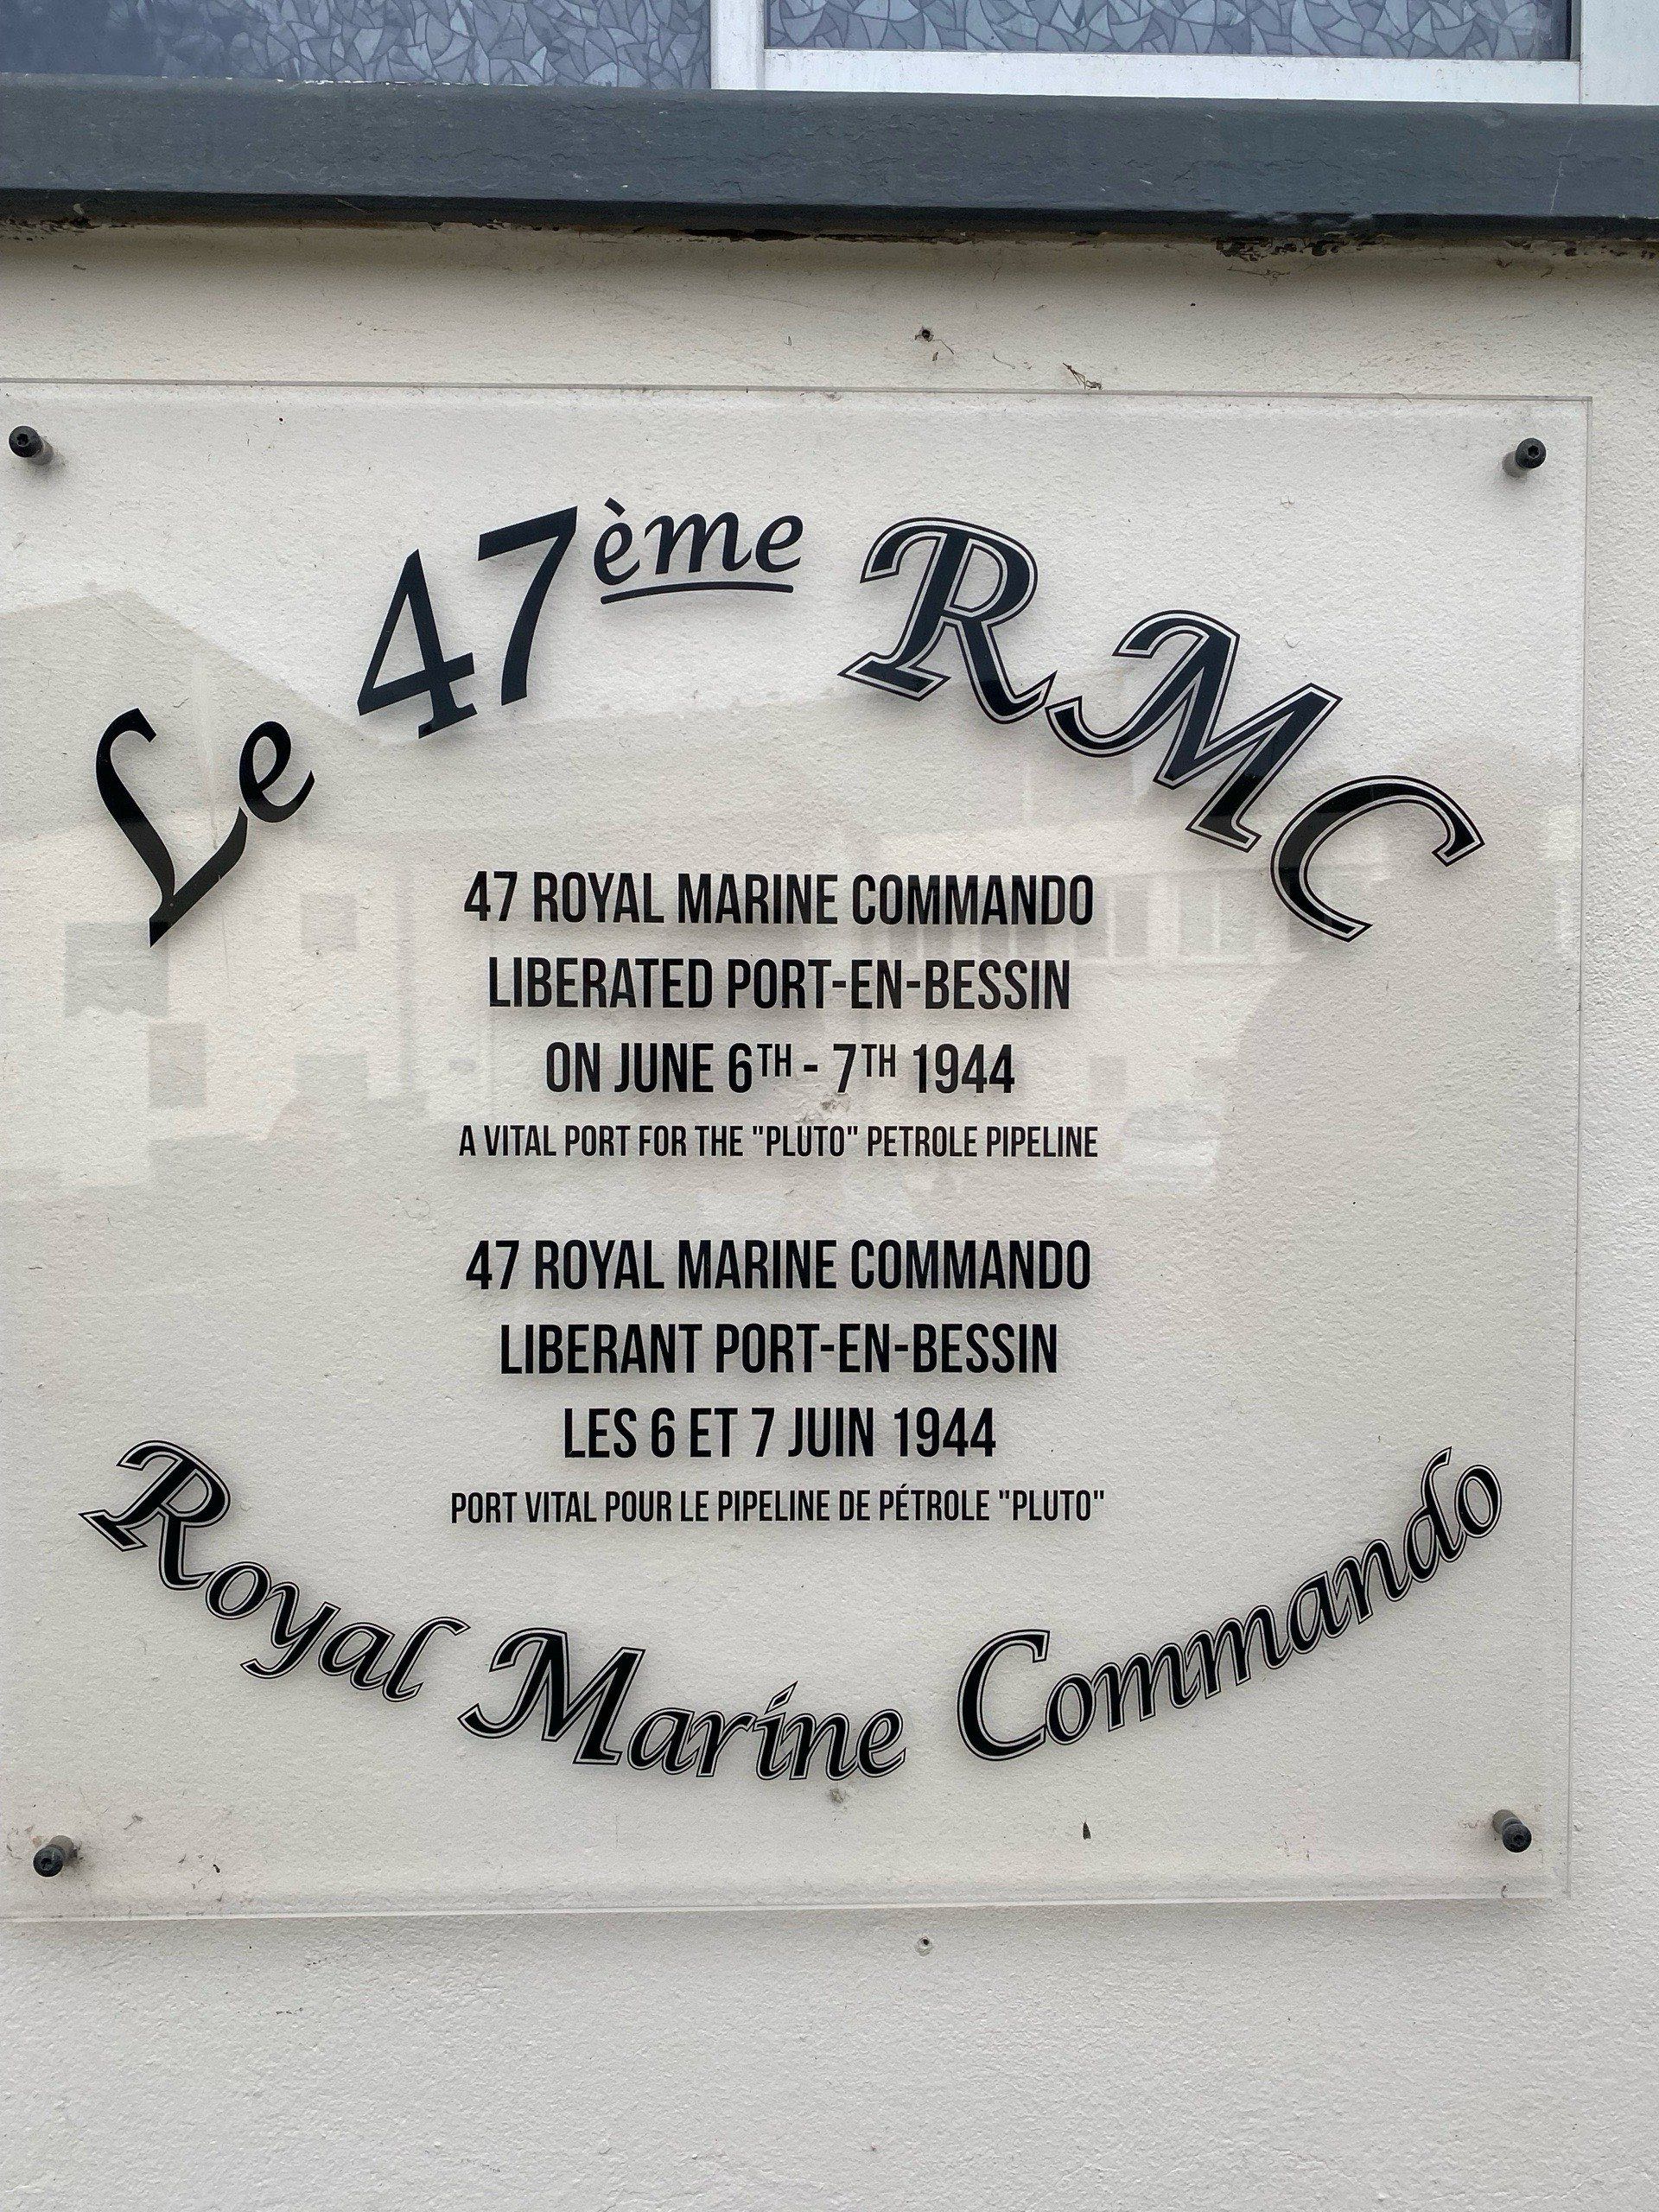 Le 47ème RMC
47 ROYAL MARINE COMMANDO
LIBERATED PORT-EN-BESSIN
ON JUNE 6TH - 7TH 1944
A VITAL PORT FOR THE "PLUTO" PETROLE PIPELINE
47 ROYAL MARINE COMMANDO
LIBERANT PORT-EN-BESSIN
LES 6 ET 7 JUIN 1944
PORT VITAL POUR LE PIPELINE DE PÉTROLE "PLUTO"
Royal Marine Commando